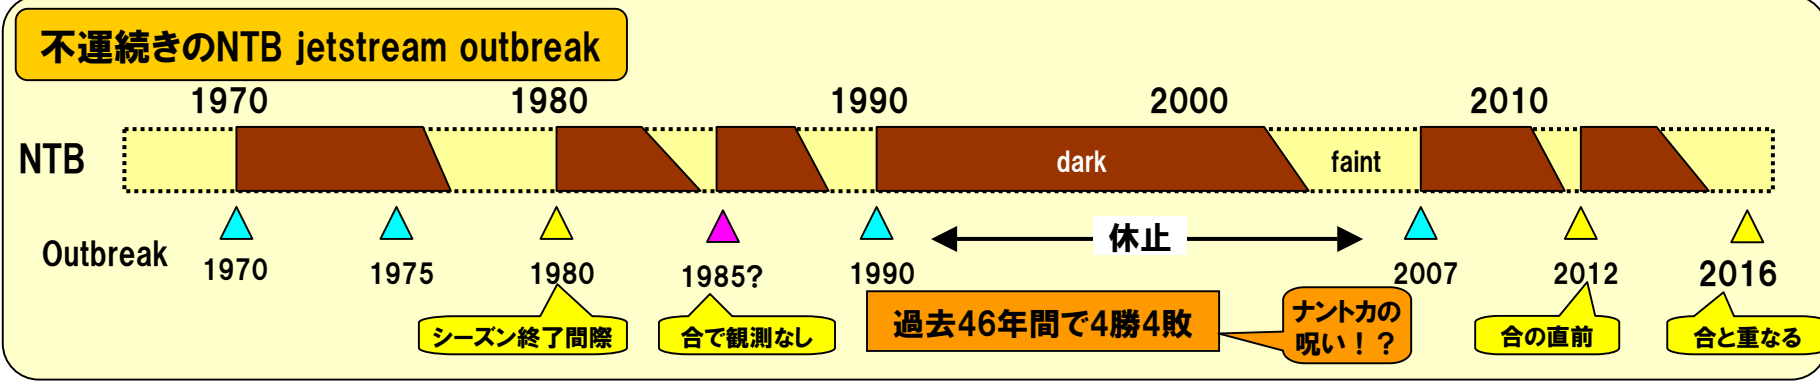 不運続きのNTB jetstream outbreak
1970 1980 1990 2000 2010
NTB dark faint
休止
Outbreak 1970 1975 1980 1985? 1990 2007 2012 2016
シーズン終了間際
合で観測なし
過去46年間で4勝4敗
ナントカの
呪い！？
合の直前
合と重なる